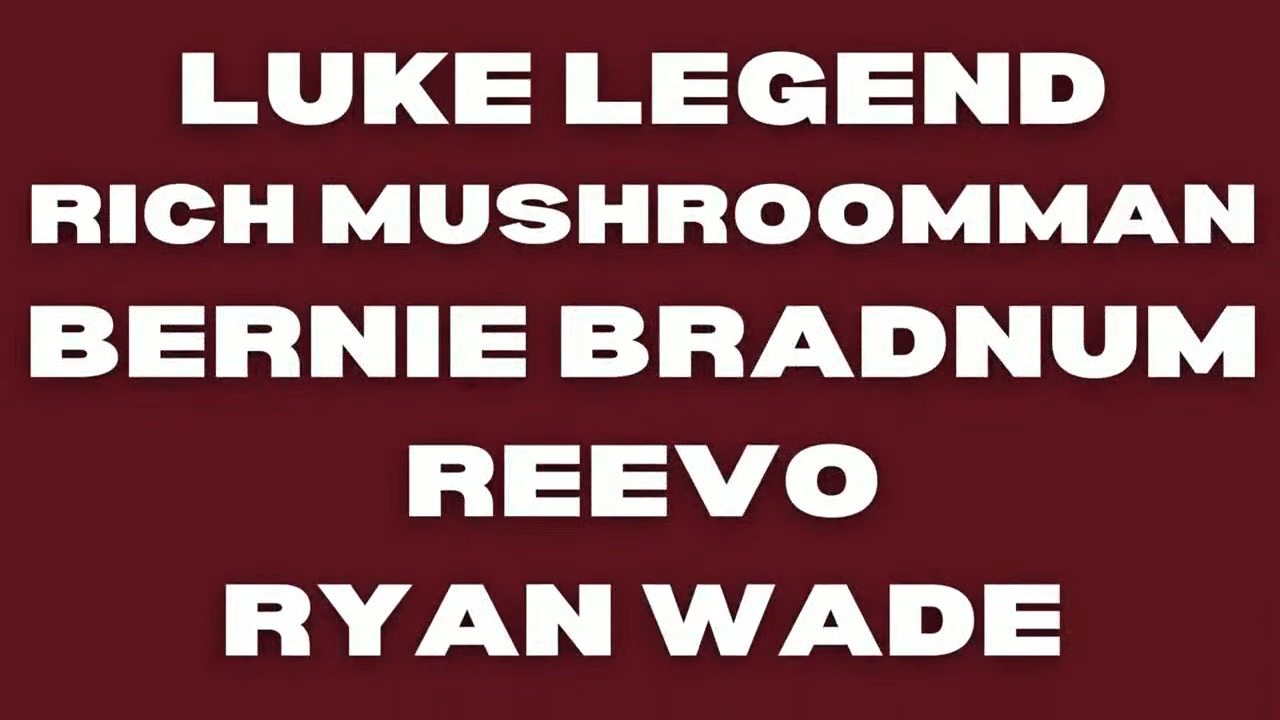 LUKE LEGEND
RICH MUSHROOMMAN
BERNIE BRADNUM
REEVO
RYAN WADE